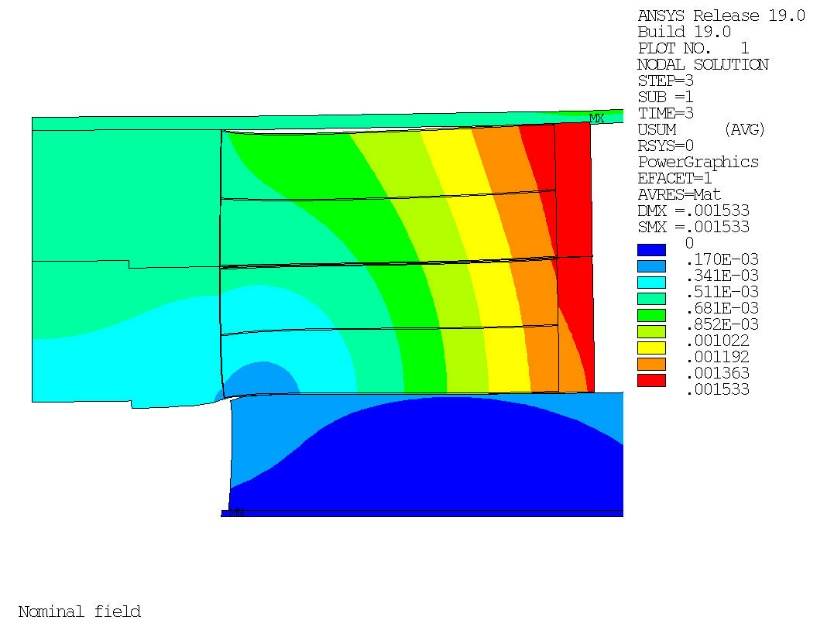 ANSYS Release 19.0
Build 19.0
PLOT NO.   1
NODAL SOLUTION
STEP=3
SUB =1
TIME=3
USUM     (AVG)
RSYS=0
PowerGraphics
EFACET=1
AVRES=Mat
DMX =.001533
SMX =.001533
0
.170E-03
.341E-03
.511E-03
.681E-03
.852E-03
.001022
.001192
.001363
.001533
MX
Nominal field